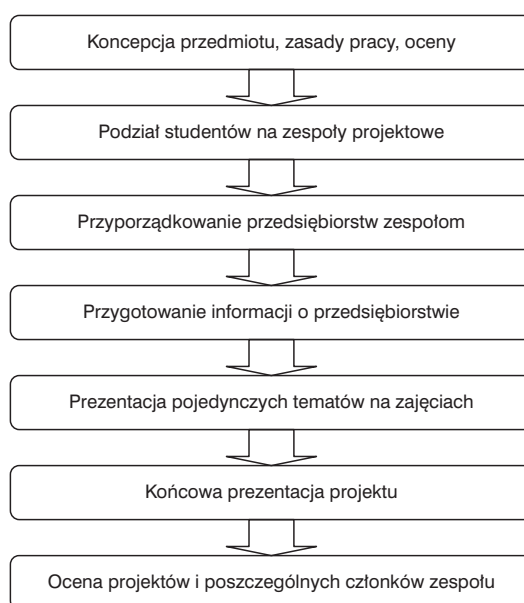 Koncepcja przedmiotu, zasady pracy, oceny
Podział studentów na zespoły projektowe
Przyporządkowanie przedsiębiorstw zespołom
Przygotowanie informacji o przedsiębiorstwie
Prezentacja pojedynczych tematów na zajęciach
Końcowa prezentacja projektu
Ocena projektów i poszczególnych członków zespołu